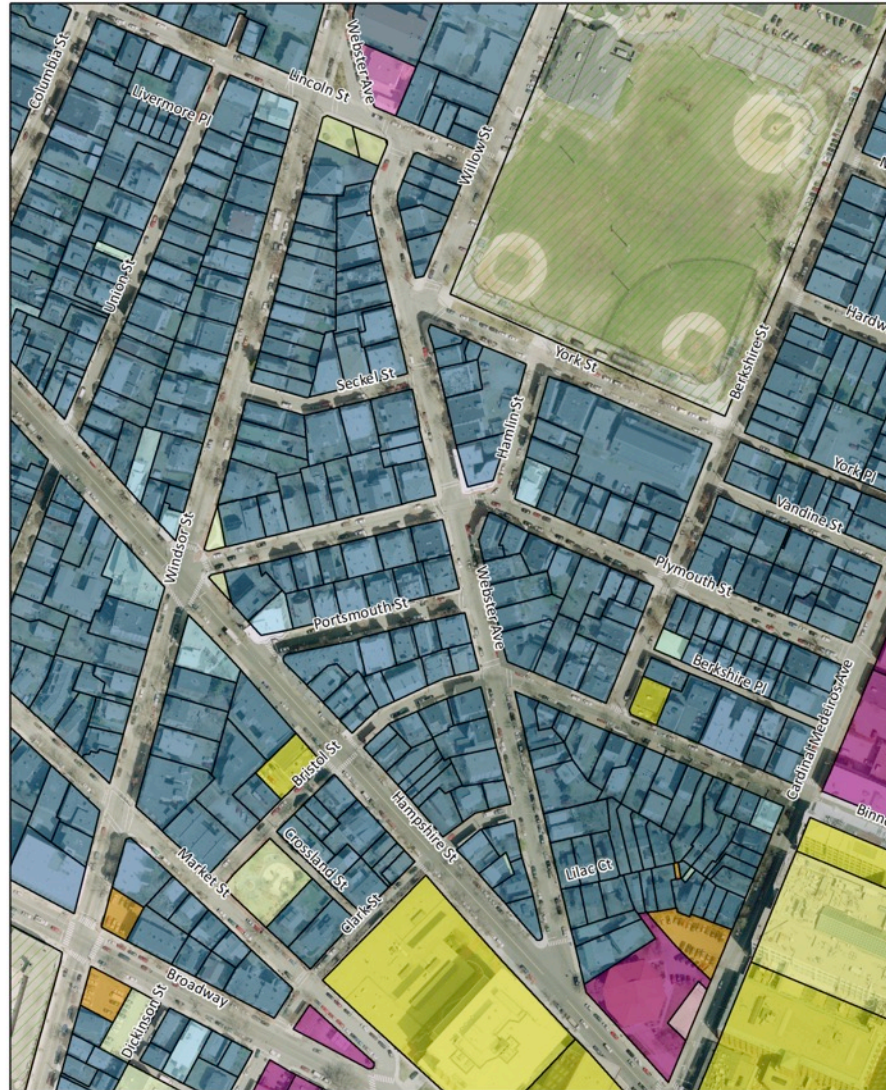 Columbia St
Webster Ave
Lincoln St
Livermore Pl
Willow St
Union St
Hardw
Berkshire St
York St
Seckel St
Hamlin St
York Pl
Vandine St
Windsor St
Plymouth St
Portsmouth St
Webster Ave
Berkshire Pl
Cardinal Medeiros Ave
Bristol St
Binne
Hampshire St
Crossland St
Market St
Lilac Ct
Clark St
Broadway
Dickinson St